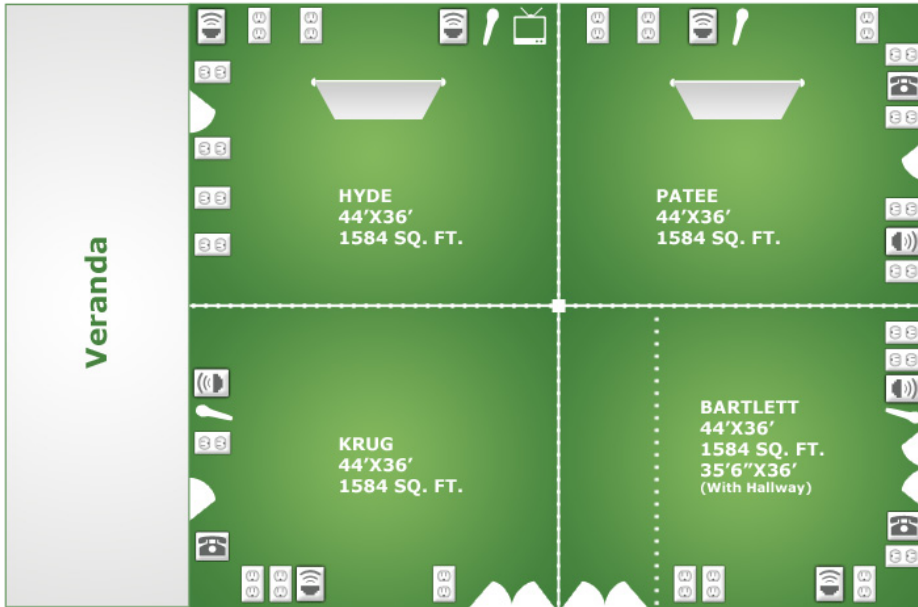 Veranda
HYDE
44’X36’
1584 SQ. FT.
PATEE
44’X36’
1584 SQ. FT.
KRUG
44’X36’
1584 SQ. FT.
BARTLETT
44’X36’
1584 SQ. FT.
35’6”X36’
(With Hallway)